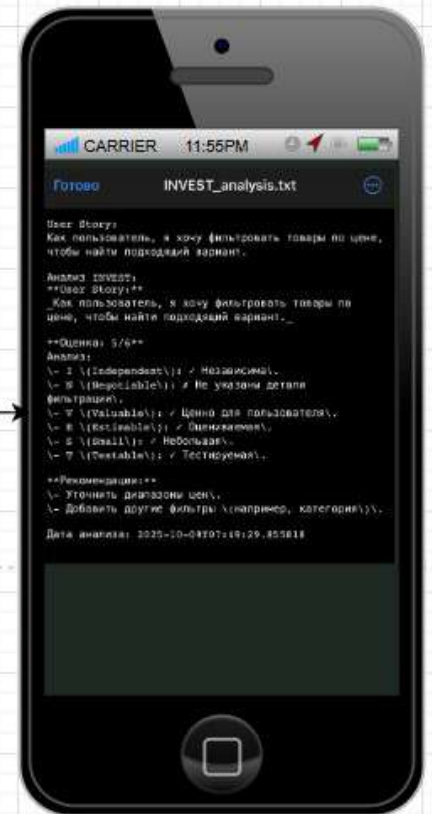 CARRIER 11:55PM
Готово INVEST_analysis.txt
User Story:
Как пользователь, я хочу фильтровать товары по цене,
чтобы найти подходящий вариант.
Анализ INVEST:
**User Story:**
_Как пользователь, я хочу фильтровать товары по
цене, чтобы найти подходящий вариант._
**Оценка: 5/6**
Анализ:
\- I \(Independent\): ✓ Независима\.
\- N \(Negotiable\): ✗ Не указаны детали
фильтрации\.
\- V \(Valuable\): ✓ Ценно для пользователя\.
\- E \(Estimable\): ✓ Оцениваемая\.
\- S \(Small\): ✓ Небольшая\.
\- T \(Testable\): ✓ Тестируемая\.
**Рекомендации:**
\- Уточнить диапазоны цен\.
\- Добавить другие фильтры \(например, категория\)\.
Дата анализа: 2025-10-09T07:49:29.855818